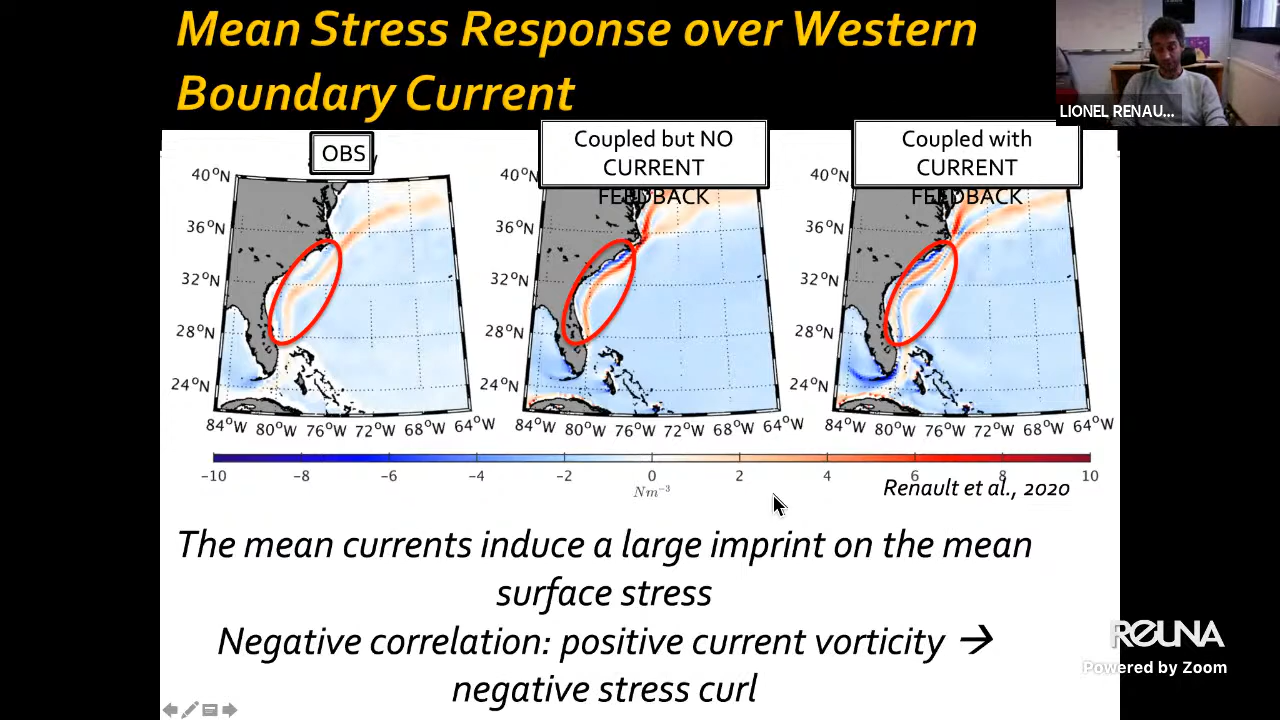 Mean Stress Response over Western
Boundary Current
LIONEL RENAU...
OBS
Coupled but NO
CURRENT
FEEDBACK
Coupled with
CURRENT
FEEDBACK
40°N 40°N 40°N
36°N 36°N 36°N
32°N 32°N 32°N
28°N 28°N 28°N
24°N 24°N 24°N
84°W 80°W 76°W 72°W 68°W 64°W 84°W 80°W 76°W 72°W 68°W 64°W 84°W 80°W 76°W 72°W 68°W 64°W
-10 -8 -6 -4 -2 0 2 4 6 8 10
Nm⁻³
Renault et al., 2020
The mean currents induce a large imprint on the mean
surface stress
Negative correlation: positive current vorticity →
negative stress curl
REUNA
Powered by Zoom